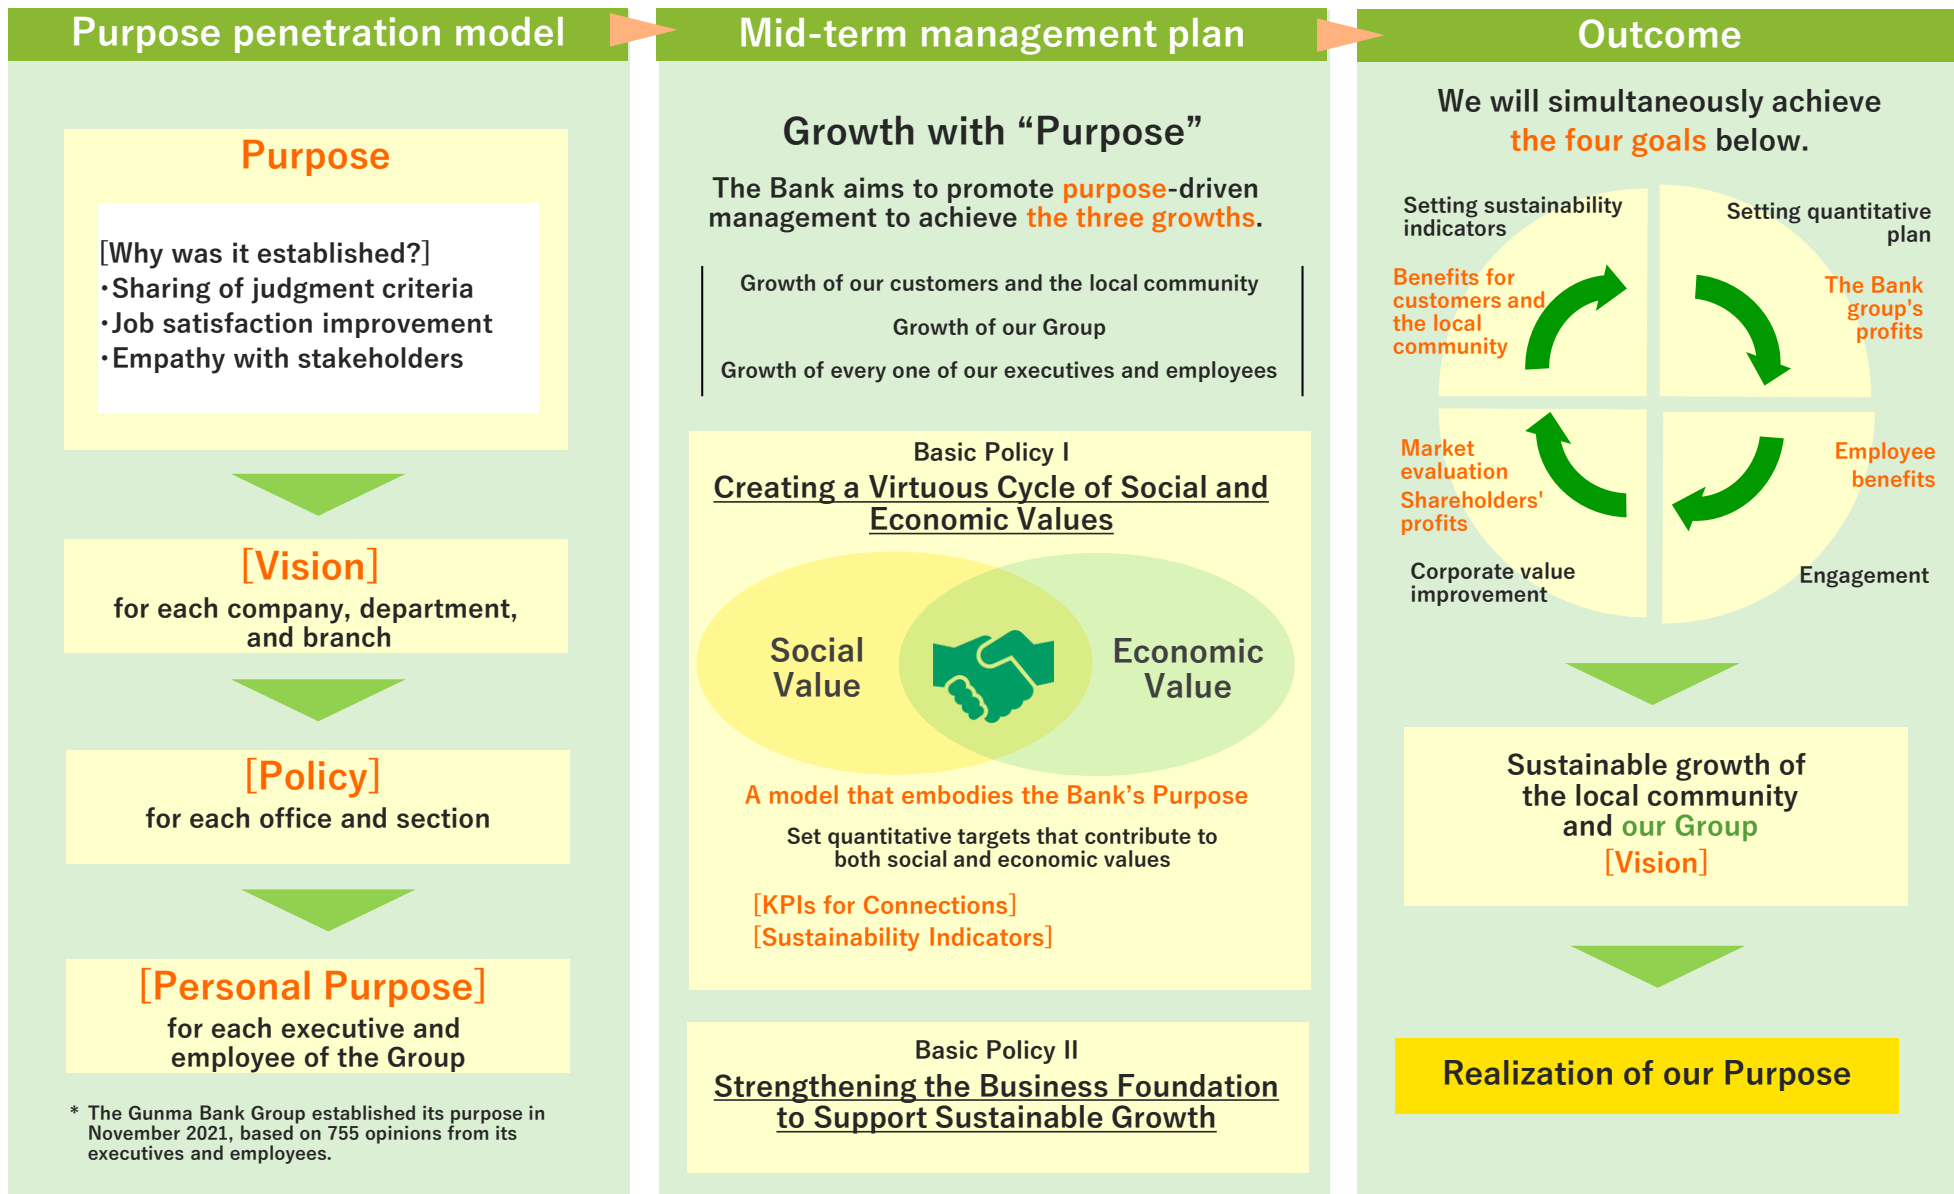 Purpose penetration model
Purpose
[Why was it established?]
・Sharing of judgment criteria
・Job satisfaction improvement
・Empathy with stakeholders
[Vision]
for each company, department,
and branch
[Policy]
for each office and section
[Personal Purpose]
for each executive and
employee of the Group
* The Gunma Bank Group established its purpose in
November 2021, based on 755 opinions from its
executives and employees.
Mid-term management plan
Growth with “Purpose”
The Bank aims to promote purpose-driven
management to achieve the three growths.
Growth of our customers and the local community
Growth of our Group
Growth of every one of our executives and employees
Basic Policy I
Creating a Virtuous Cycle of Social and
Economic Values
Social
Value
Economic
Value
A model that embodies the Bank’s Purpose
Set quantitative targets that contribute to
both social and economic values
[KPIs for Connections]
[Sustainability Indicators]
Basic Policy II
Strengthening the Business Foundation
to Support Sustainable Growth
Outcome
We will simultaneously achieve
the four goals below.
Setting sustainability
indicators
Benefits for
customers and
the local
community
Setting quantitative
plan
The Bank
group's
profits
Market
evaluation
Shareholders'
profits
Corporate value
improvement
Employee
benefits
Engagement
Sustainable growth of
the local community
and our Group
[Vision]
Realization of our Purpose